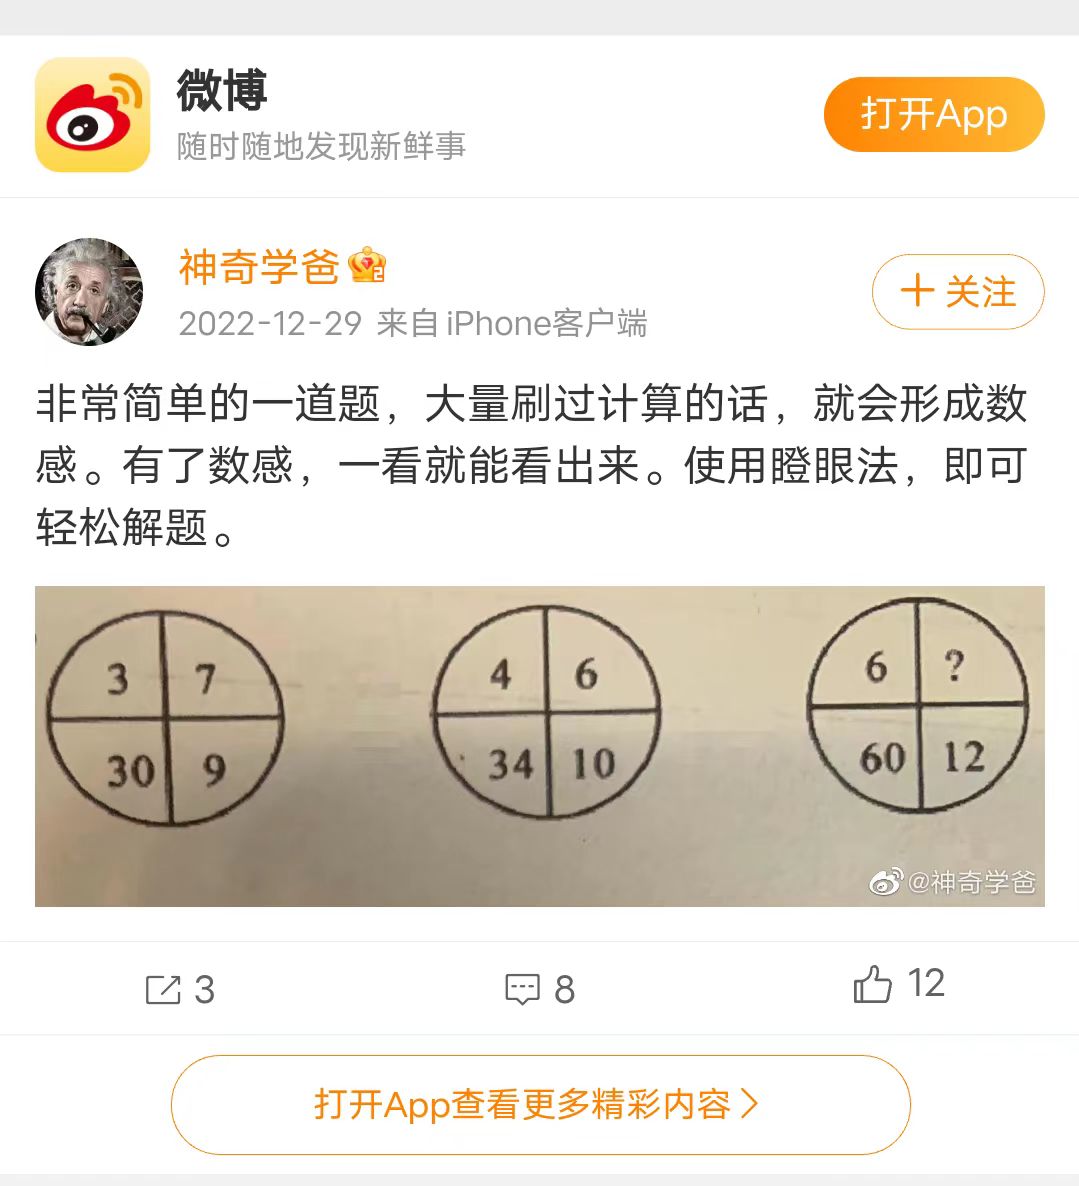 微博
随时随地发现新鲜事
打开App
神奇学爸
2
2022-12-29 来自 iPhone客户端
+ 关注
非常简单的一道题，大量刷过计算的话，就会形成数
感。有了数感，一看就能看出来。使用瞪眼法，即可
轻松解题。
3 7
30 9
4 6
34 10
6 ?
60 12
@神奇学爸
3
8
12
打开App查看更多精彩内容>